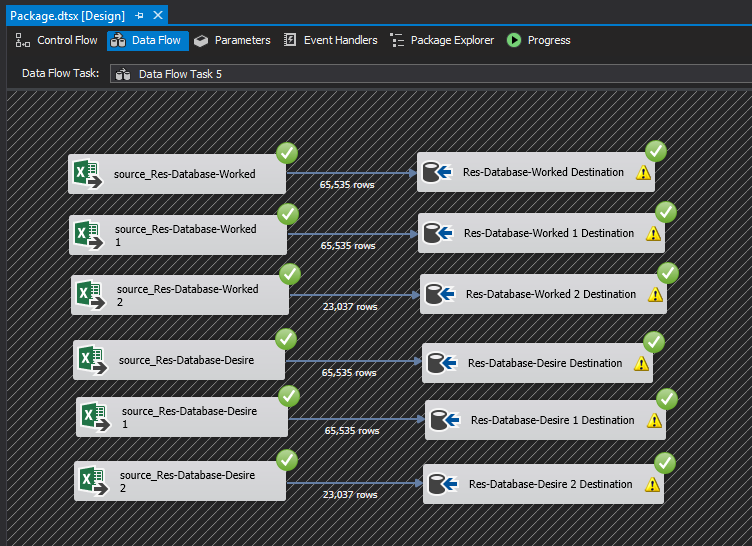 Package.dtsx [Design]
Control Flow
Data Flow
Parameters
Event Handlers
Package Explorer
Progress
Data Flow Task:
Data Flow Task 5
source_Res-Database-Worked
65,535 rows
Res-Database-Worked Destination
source_Res-Database-Worked
1
65,535 rows
Res-Database-Worked 1 Destination
source_Res-Database-Worked
2
23,037 rows
Res-Database-Worked 2 Destination
source_Res-Database-Desire
65,535 rows
Res-Database-Desire Destination
source_Res-Database-Desire
1
65,535 rows
Res-Database-Desire 1 Destination
source_Res-Database-Desire
2
23,037 rows
Res-Database-Desire 2 Destination